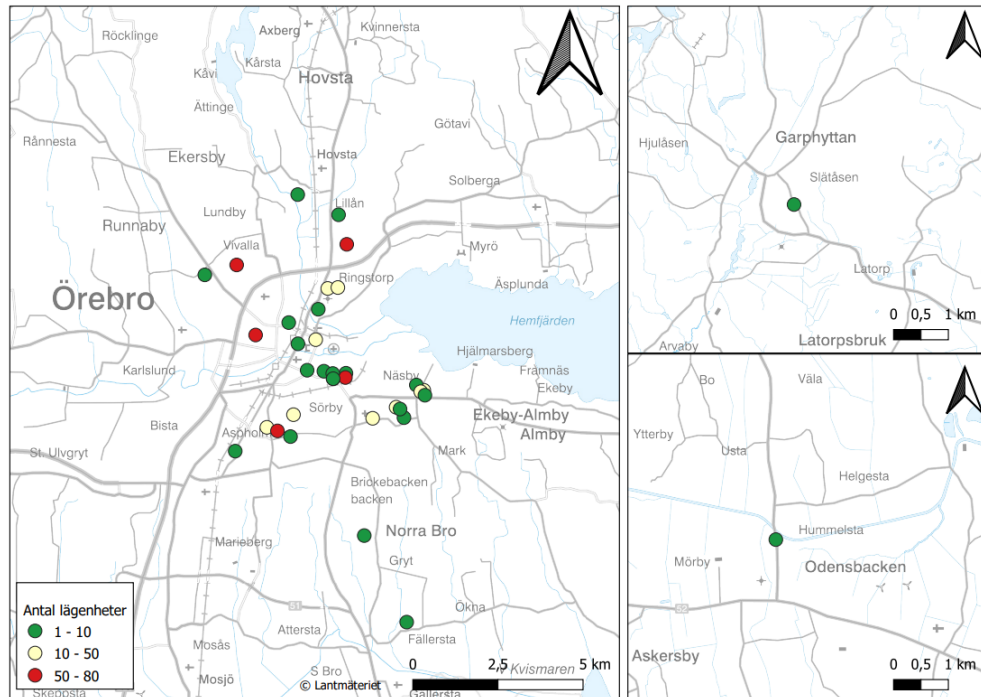 Röcklinge
Axberg
Kvinnersta
Kårsta
Kåvi
Hovsta
Ättinge
Götavi
Rånnesta
Ekersby
Hovsta
Solberga
Lundby
Lillån
Runnaby
Vivalla
Myrö
Ringstorp
Äsplunda
Örebro
Hemfjärden
Hjälmarsberg
Karlslund
Näsby
Framnäs
Ekeby
Sörby
Ekeby-Almby
Bista
Almby
St. Ulvgryt
Mark
Brickebacken
backen
Norra Bro
Marieberg
Gryt
Antal lägenheter
1 - 10
10 - 50
50 - 80
Ökna
Attersta
Fällersta
Mosås
S Bro
Mosjö
0 2,5 5 km
Kvismaren
© Lantmäteriet
Gällersta
Garphyttan
Hjulåsen
Slätåsen
Latorp
0 0,5 1 km
Arvaby
Latorpsbruk
Bo
Väla
Ytterby
Usta
Helgesta
Hummelsta
Mörby
Odensbacken
52
Askersby
0 0,5 1 km